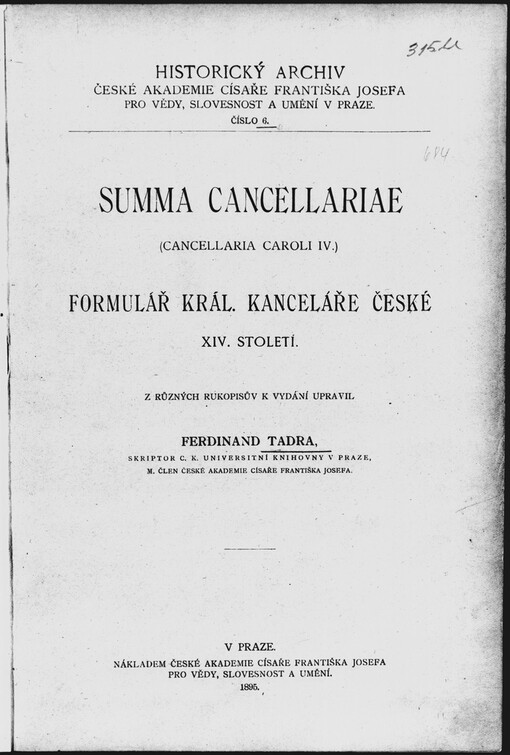 HISTORICKÝ ARCHIV
ČESKÉ AKADEMIE CÍSAŘE FRANTIŠKA JOSEFA
PRO VĚDY, SLOVESNOST A UMĚNÍ V PRAZE.
ČÍSLO 6.
684
SUMMA CANCELLARIAE
(CANCELLARIA CAROLI IV.)
FORMULÁŘ KRÁL. KANCELÁŘE ČESKÉ
XIV. STOLETÍ.
Z RŮZNÝCH RUKOPISŮV K VYDÁNÍ UPRAVIL
FERDINAND TADRA,
SKRIPTOR C. K. UNIVERSITNÍ KNIHOVNY V PRAZE,
M. ČLEN ČESKÉ AKADEMIE CÍSAŘE FRANTIŠKA JOSEFA.
V PRAZE.
NÁKLADEM ČESKÉ AKADEMIE CÍSAŘE FRANTIŠKA JOSEFA
PRO VĚDY, SLOVESNOST A UMĚNÍ.
1895.